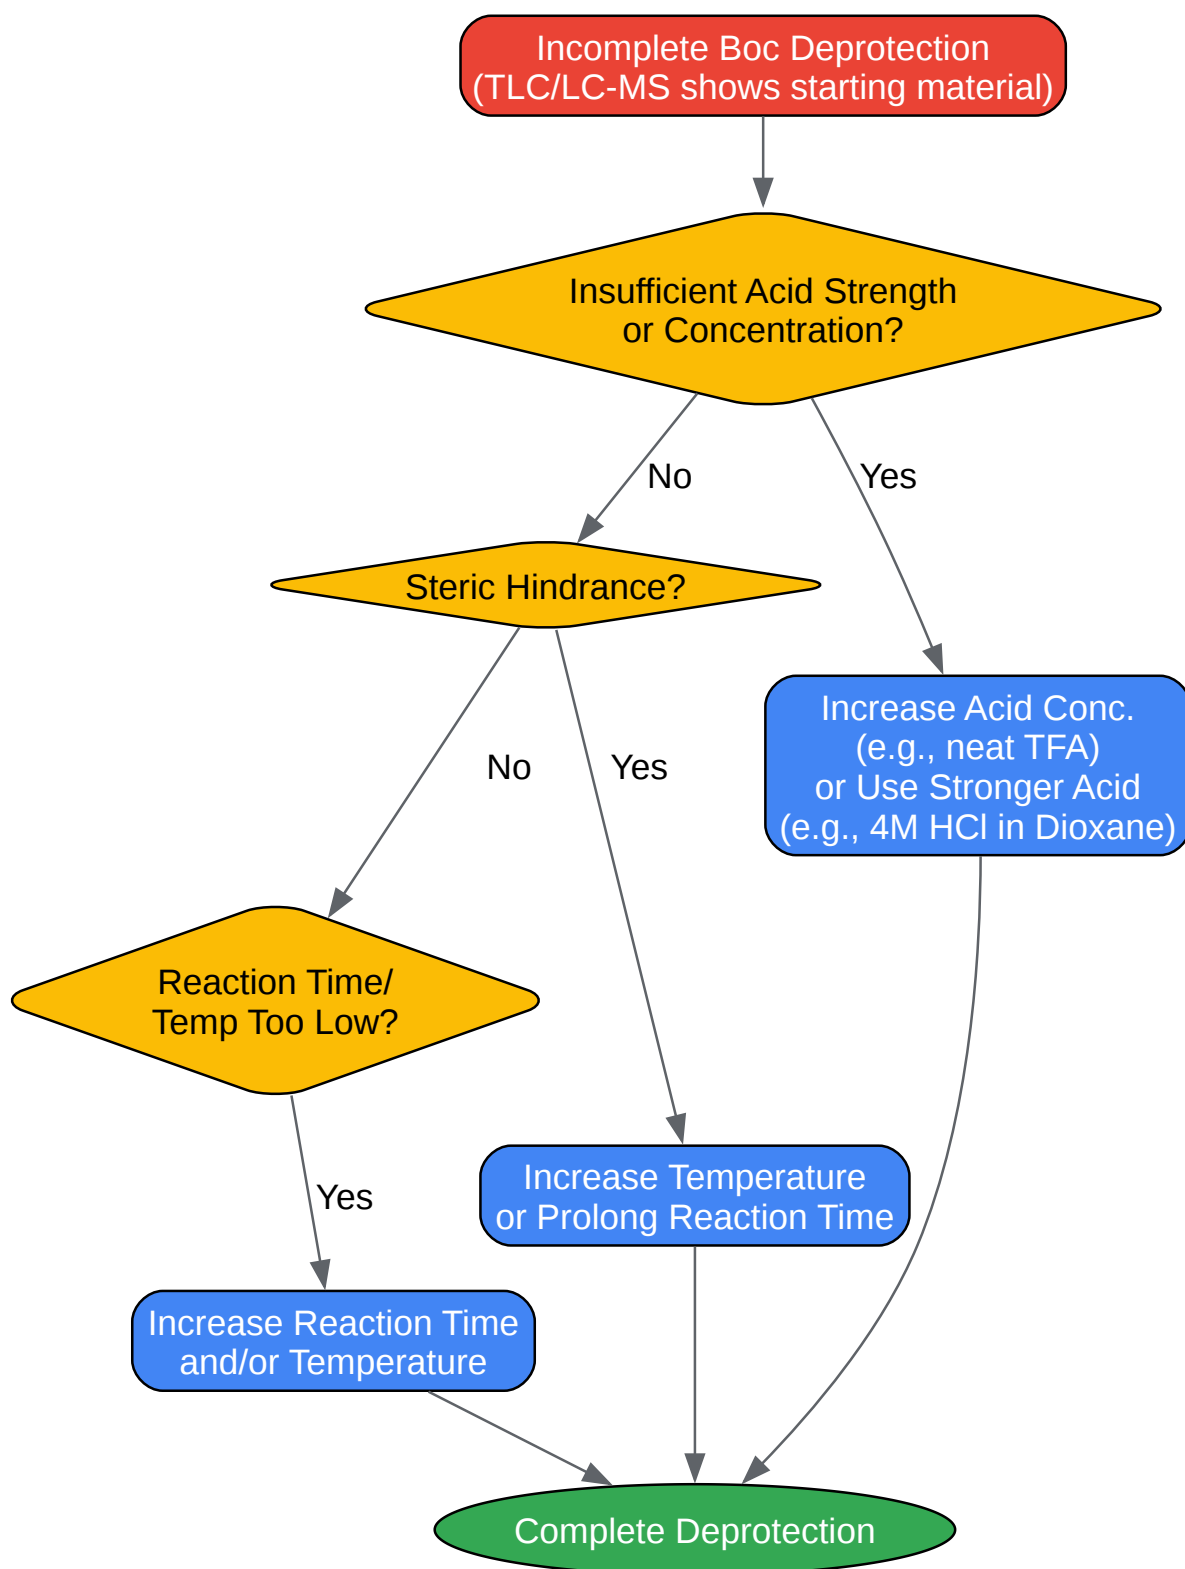 Incomplete Boc Deprotection
(TLC/LC-MS shows starting material)
Insufficient Acid Strength
or Concentration?
No
Yes
Steric Hindrance?
Increase Acid Conc.
(e.g., neat TFA)
or Use Stronger Acid
(e.g., 4M HCl in Dioxane)
No
Yes
Reaction Time/
Temp Too Low?
Increase Temperature
or Prolong Reaction Time
Yes
Increase Reaction Time
and/or Temperature
Complete Deprotection